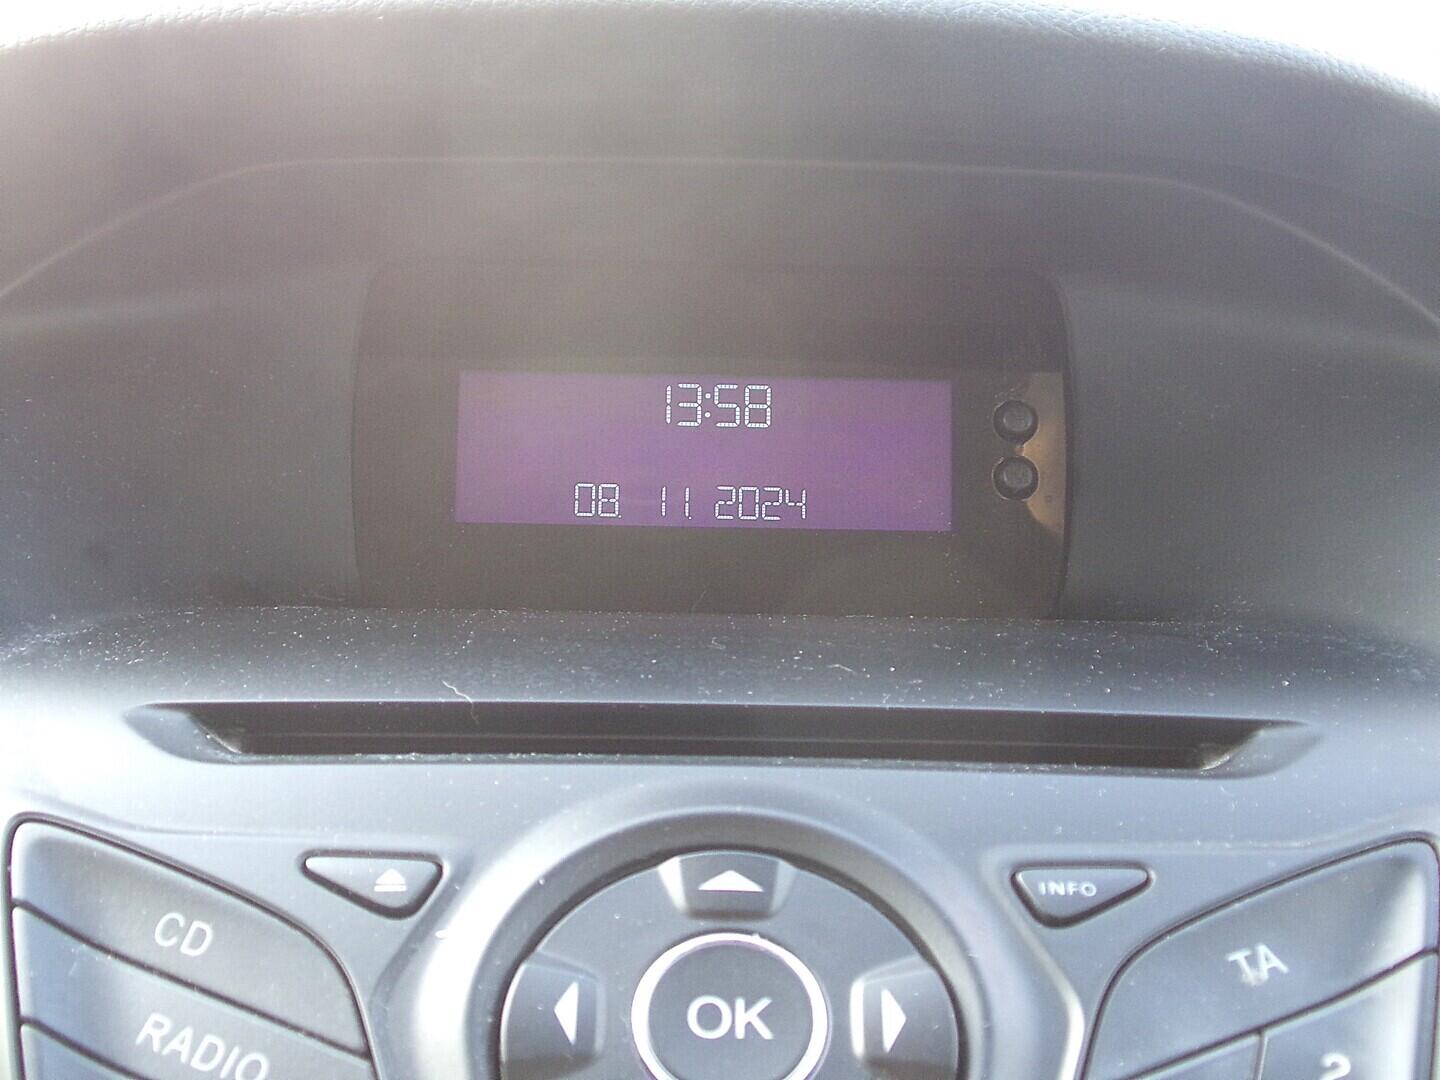 13:58
08. 11. 2024
CD
INFO
TA
RADIO
OK
2